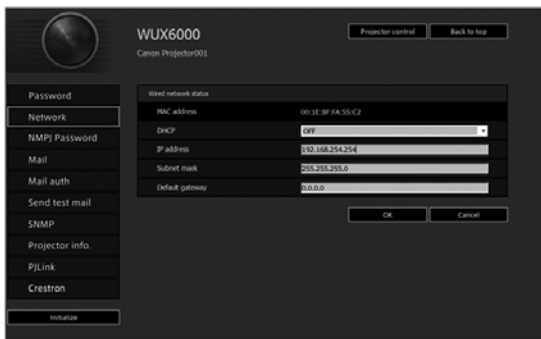 WUX6000
Projector control
Back to top
Canon Projector001
Password
Network
NMPJ Password
Mail
Mail auth
Send test mail
SNMP
Projector info.
PJLink
Crestron
Initialize
Wired network status
MAC address 00:1E:8F:FA:55:C2
DHCP OFF
IP address 192.168.254.254
Subnet mask 255.255.255.0
Default gateway 0.0.0.0
OK
Cancel